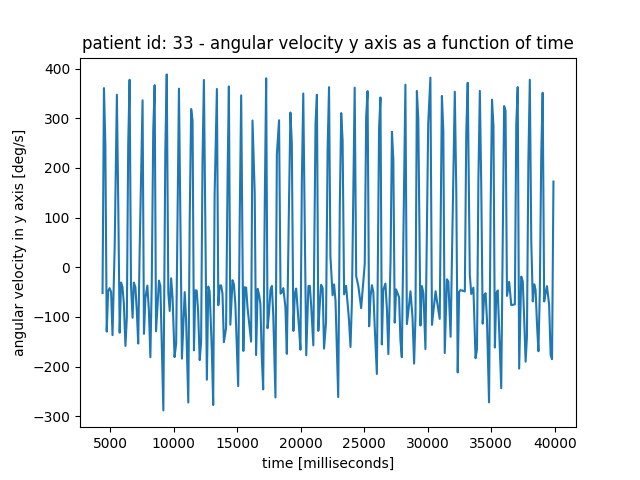 patient id: 33 - angular velocity y axis as a function of time
angular velocity in y axis [deg/s]
400
300
200
100
0
−100
−200
−300
5000 10000 15000 20000 25000 30000 35000 40000
time [milliseconds]